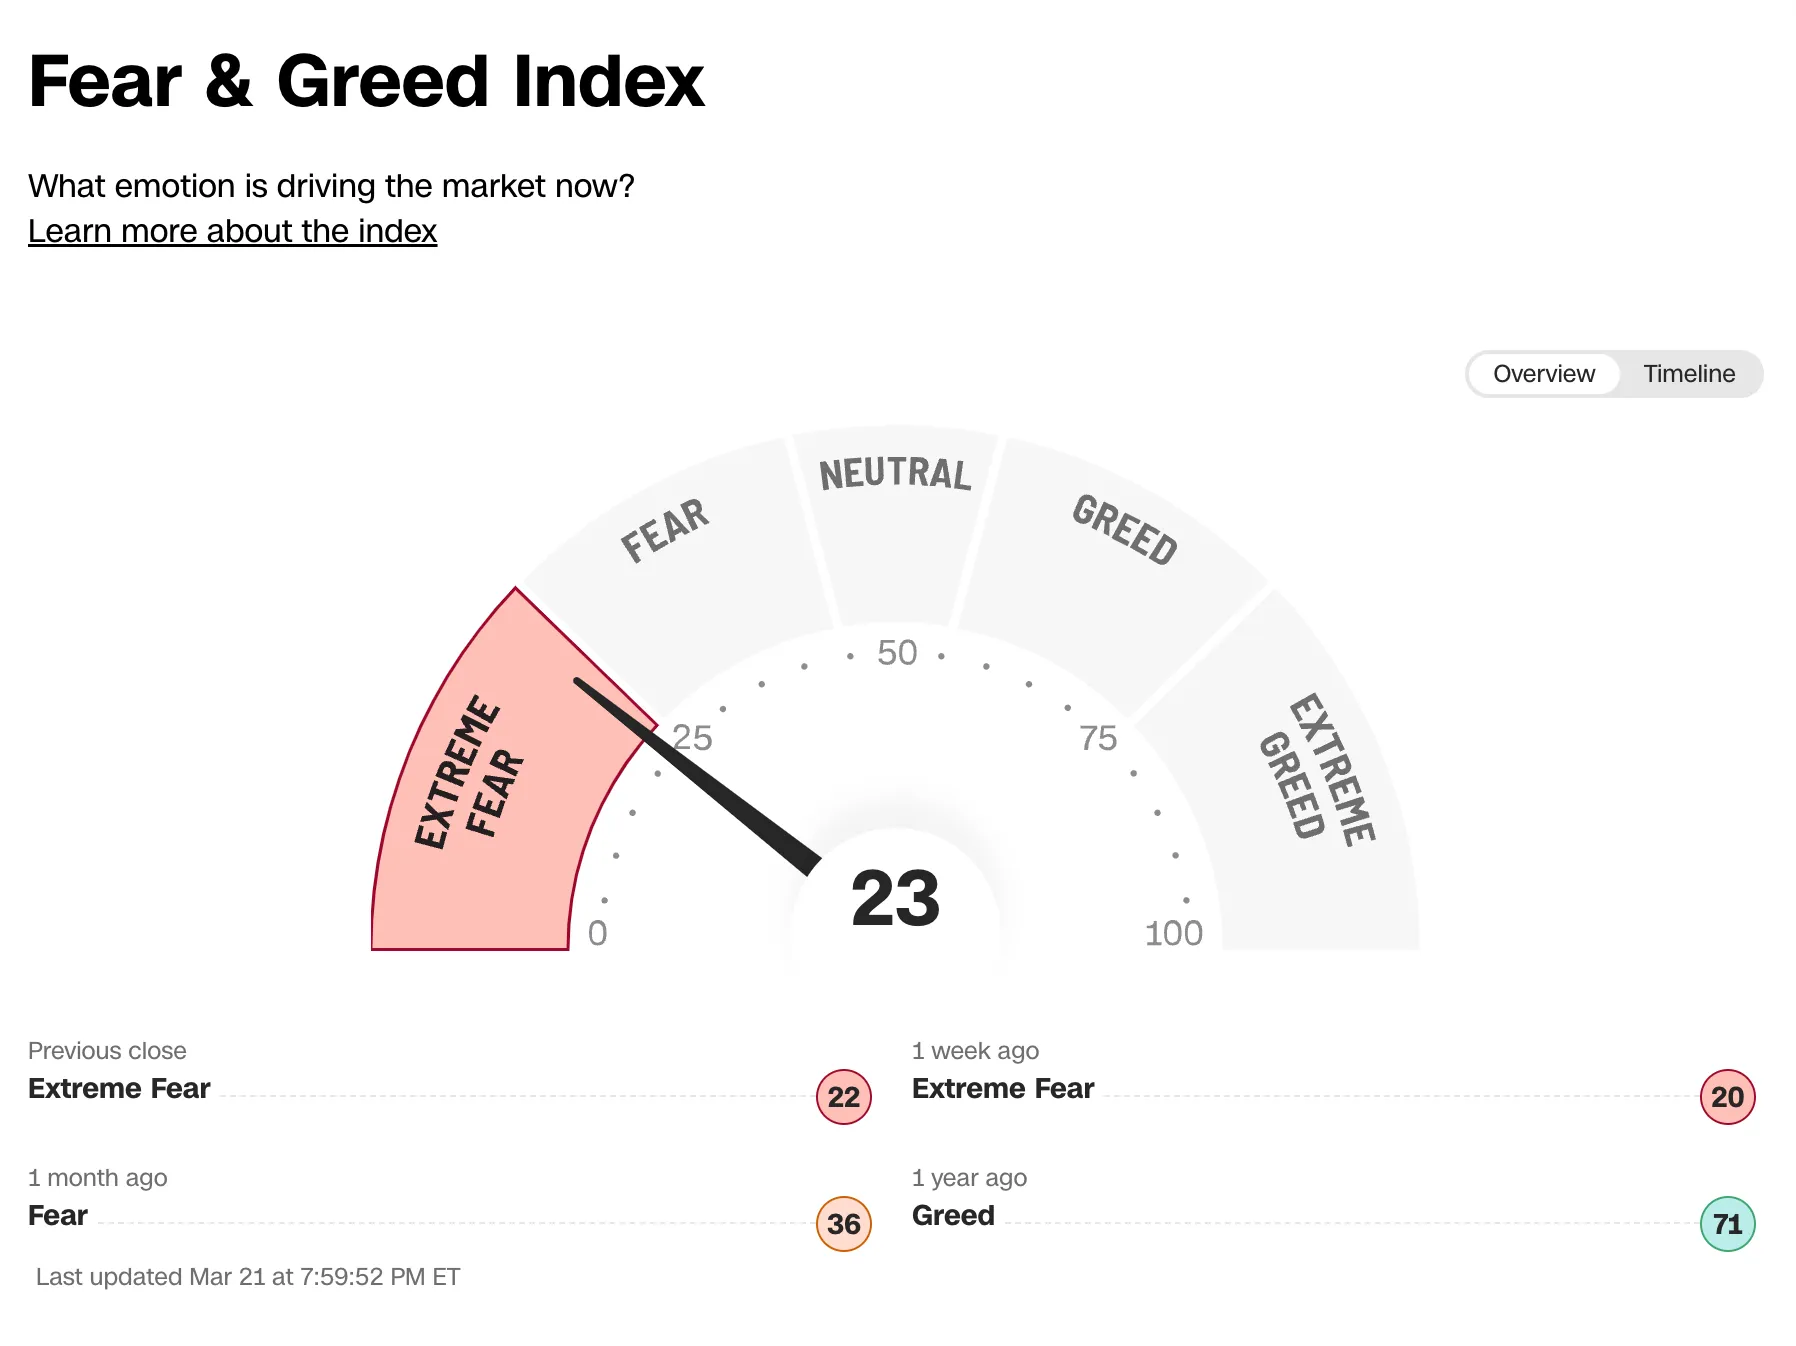 Fear & Greed Index
What emotion is driving the market now?
Learn more about the index
Overview
Timeline
EXTREME
FEAR
FEAR
NEUTRAL
GREED
EXTREME
GREED
0
25
50
75
100
23
Previous close
Extreme Fear
22
1 week ago
Extreme Fear
20
1 month ago
Fear
36
1 year ago
Greed
71
Last updated Mar 21 at 7:59:52 PM ET